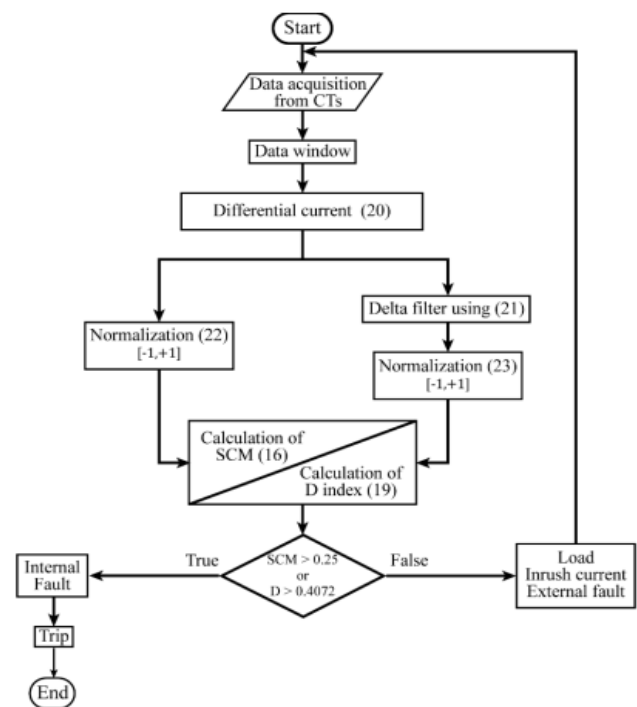 Start
Data acquisition
from CTs
Data window
Differential current (20)
Delta filter using (21)
Normalization (22)
[-1,+1]
Normalization (23)
[-1,+1]
Calculation of
SCM (16)
Calculation of
D index (19)
True
SCM > 0.25
or
D > 0.4072
False
Internal
Fault
Load
Inrush current
External fault
Trip
End